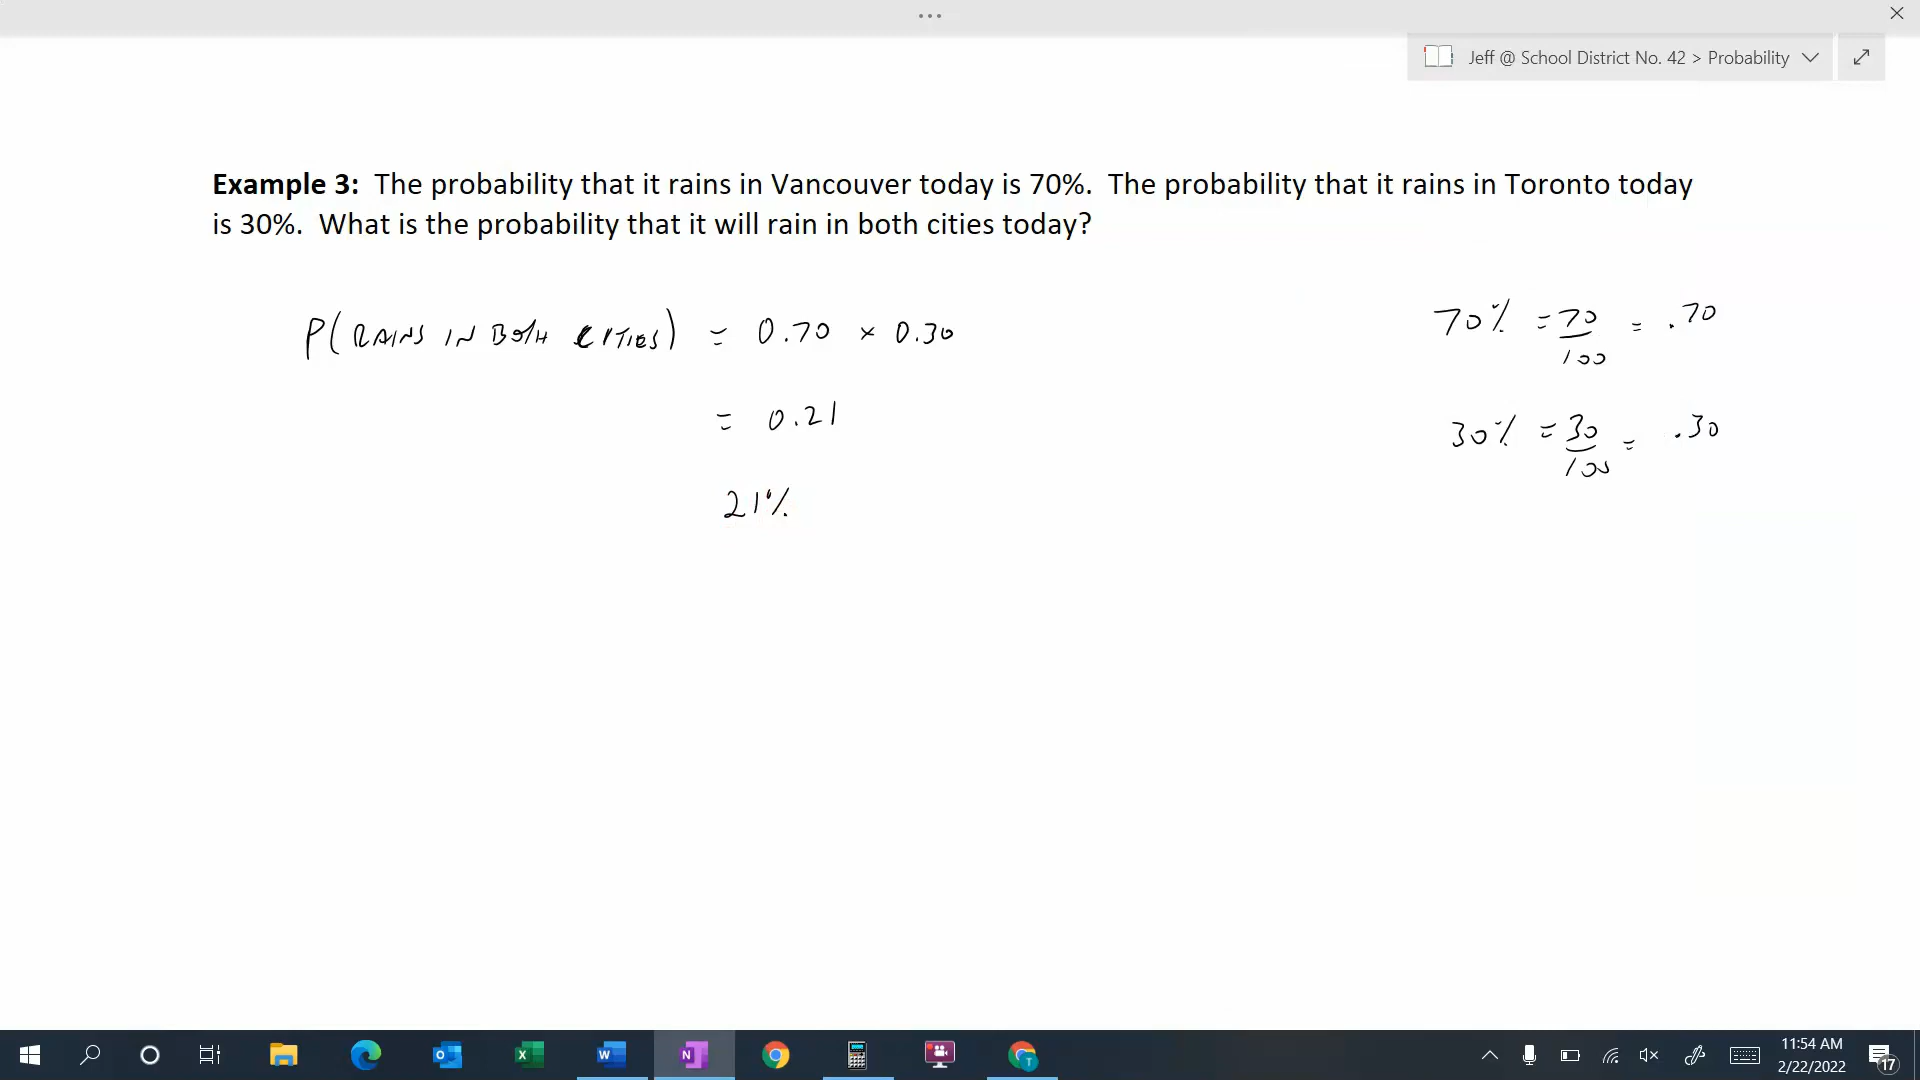 Jeff @ School District No. 42 > Probability
Example 3: The probability that it rains in Vancouver today is 70%. The probability that it rains in Toronto today
is 30%. What is the probability that it will rain in both cities today?
P(RAINS IN BOTH CITIES) = 0.70 × 0.30
= 0.21
21%
70% = 70/100 = .70
30% = 30/100 = .30
11:54 AM
2/22/2022
17